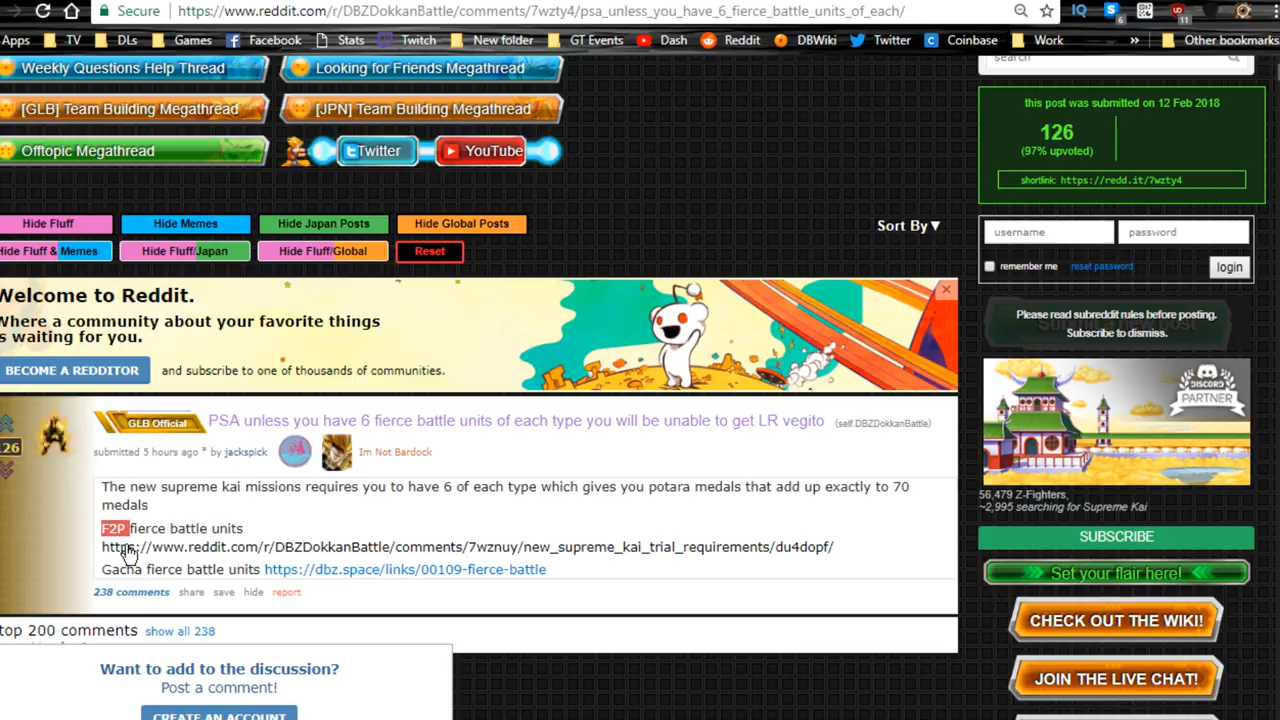 Secure https://www.reddit.com/r/DBZDokkanBattle/comments/7wzty4/psa_unless_you_have_6_fierce_battle_units_of_each/
Apps TV DLs Games Facebook Stats Twitch New folder GT Events Dash Reddit DBWiki Twitter Coinbase Work » Other bookmarks
Weekly Questions Help Thread Looking for Friends Megathread
[GLB] Team Building Megathread [JPN] Team Building Megathread
Offtopic Megathread Twitter YouTube
search
this post was submitted on 12 Feb 2018
126
(97% upvoted)
shortlink: https://redd.it/7wzty4
Hide Fluff Hide Memes Hide Japan Posts Hide Global Posts
Hide Fluff & Memes Hide Fluff/Japan Hide Fluff/Global Reset
Sort By▼
username password
remember me reset password login
Please read subreddit rules before posting.
Subscribe to dismiss.
Welcome to Reddit.
Where a community about your favorite things
is waiting for you.
BECOME A REDDITOR and subscribe to one of thousands of communities.
DISCORD
PARTNER
126
GLB Official PSA unless you have 6 fierce battle units of each type you will be unable to get LR vegito (self.DBZDokkanBattle)
submitted 5 hours ago * by jackspick Im Not Bardock
The new supreme kai missions requires you to have 6 of each type which gives you potara medals that add up exactly to 70
medals
F2P fierce battle units
https://www.reddit.com/r/DBZDokkanBattle/comments/7wznuy/new_supreme_kai_trial_requirements/du4dopf/
Gacha fierce battle units https://dbz.space/links/00109-fierce-battle
238 comments share save hide report
56,479 Z-Fighters,
~2,995 searching for Supreme Kai
SUBSCRIBE
Set your flair here!
CHECK OUT THE WIKI!
JOIN THE LIVE CHAT!
top 200 comments show all 238
Want to add to the discussion?
Post a comment!
CREATE AN ACCOUNT